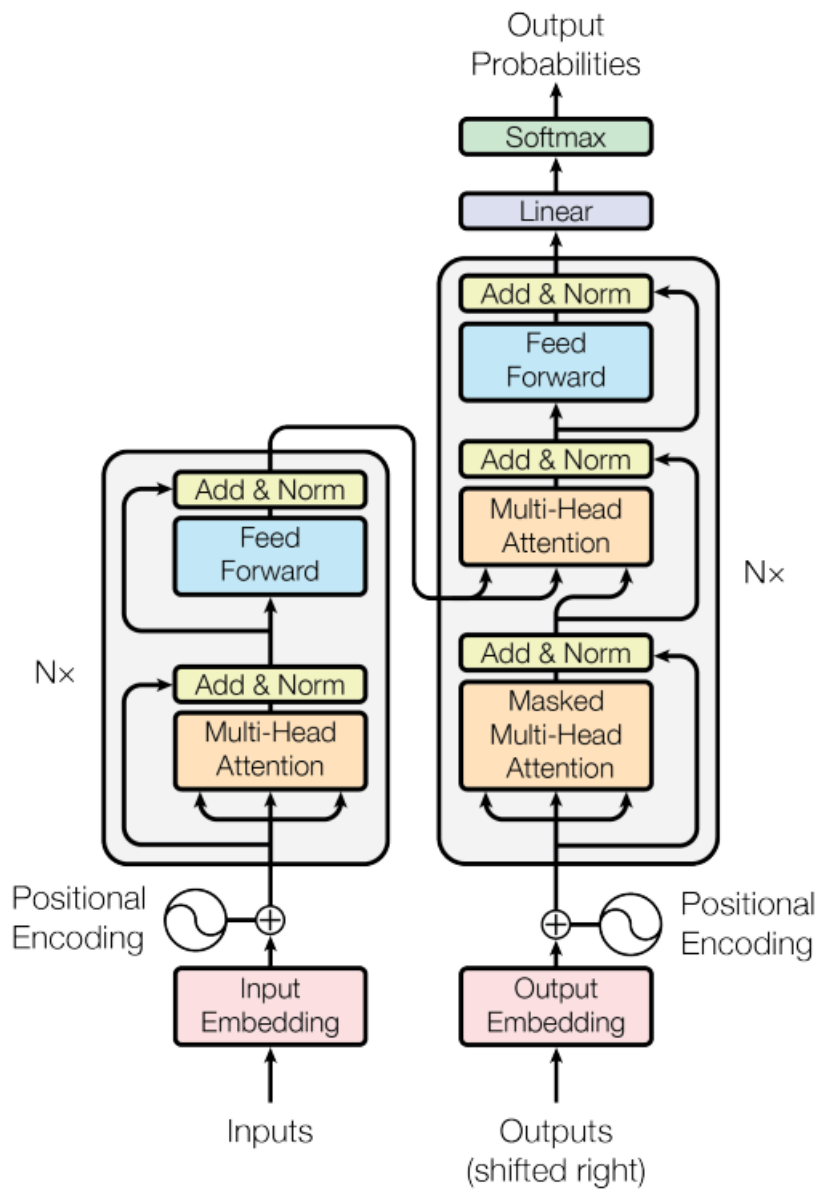 Output
Probabilities
Softmax
Linear
Add & Norm
Feed
Forward
Add & Norm
Multi-Head
Attention
Add & Norm
Masked
Multi-Head
Attention
Nx
Add & Norm
Feed
Forward
Add & Norm
Multi-Head
Attention
Nx
Positional
Encoding
Positional
Encoding
Input
Embedding
Output
Embedding
Inputs
Outputs
(shifted right)